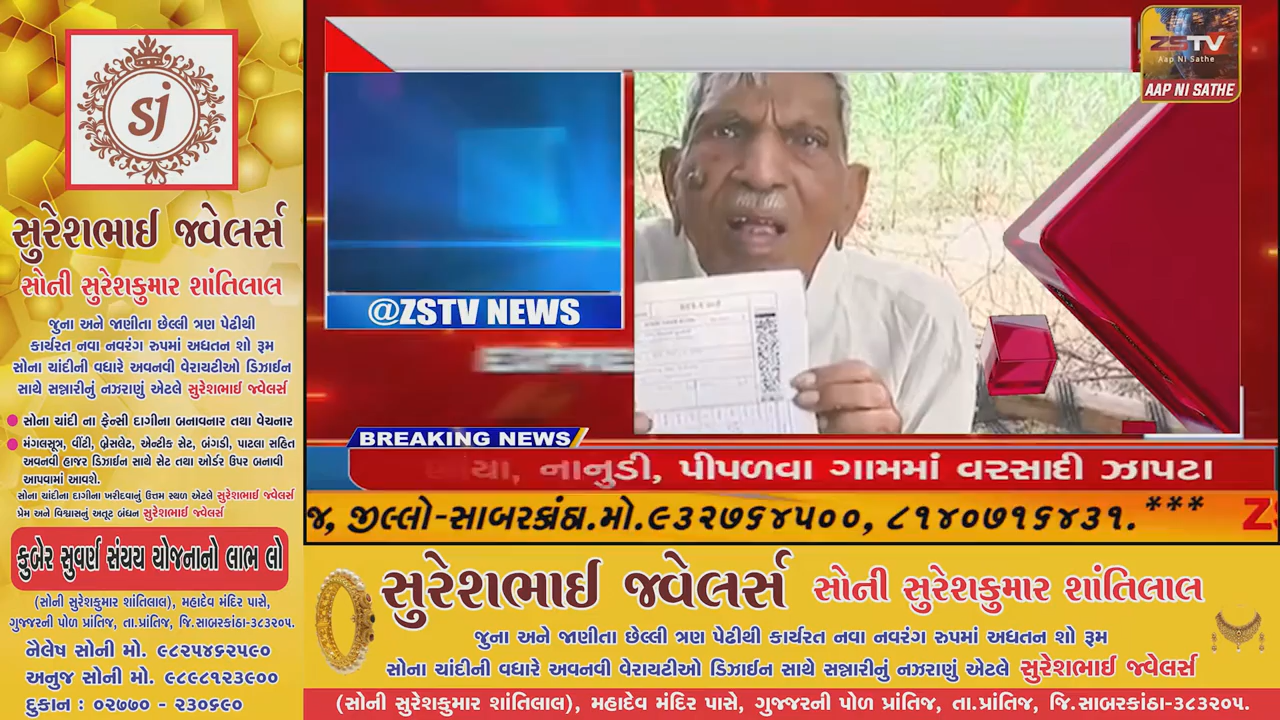 sj
સુરેશભાઈ જ્વેલર્સ
સોની સુરેશકુમાર શાંતિલાલ
જુના અને જાણીતા છેલ્લી ત્રણ પેઢીથી
કાર્યરત નવા નવરંગ રુપમાં અધતન શો રૂમ
સોના ચાંદીની વધારે અવનવી વેરાયટીઓ ડિઝાઈન
સાથે સન્નારીનું નઝરાણું એટલે સુરેશભાઈ જ્વેલર્સ
સોના ચાંદી ના ફેન્સી દાગીના બનાવનાર તથા વેચનાર
મંગલસૂત્ર, વીંટી, બ્રેસલેટ, એન્ટીક સેટ, બંગડી, પાટલા સહિત
અવનવી હાજર ડિઝાઈન સાથે સેટ તથા ઓર્ડર ઉપર બનાવી
આપવામાં આવશે.
સોના ચાંદીના દાગીના ખરીદવાનું ઉત્તમ સ્થળ એટલે સુરેશભાઈ જ્વેલર્સ
પ્રેમ અને વિશ્વાસનું અતૂટ બંધન સુરેશભાઈ જ્વેલર્સ
કુબેર સુવર્ણ સંચય યોજનાનો લાભ લો
(સોની સુરેશકુમાર શાંતિલાલ), મહાદેવ મંદિર પાસે,
ગુજ્જરની પોળ પ્રાંતિજ, તા.પ્રાંતિજ, જિ.સાબરકાંઠા-૩૮૩૨૦૫.
નૈલેષ સોની મો. ૯૮૨૫૪૬૨૫૯૦
અનુજ સોની મો. ૯૮૯૮૧૨૩૯૦૦
દુકાન : ૦૨૭૭૦ - ૨૩૦૬૯૦
ZSTV
Aap Ni Sathe
AAP NI SATHE
@ZSTV NEWS
BREAKING NEWS
નાનુડી, પીપળવા ગામમાં વરસાદી ઝાપટા
જ, જીલ્લો-સાબરકાંઠા.મો.૯૩૨૭૬૪૫૦૦, ૮૧૪૦૭૧૬૪૩૧.*** ZS
સુરેશભાઈ જ્વેલર્સ સોની સુરેશકુમાર શાંતિલાલ
જુના અને જાણીતા છેલ્લી ત્રણ પેઢીથી કાર્યરત નવા નવરંગ રુપમાં અધતન શો રૂમ
સોના ચાંદીની વધારે અવનવી વેરાયટીઓ ડિઝાઈન સાથે સન્નારીનું નઝરાણું એટલે સુરેશભાઈ જ્વેલર્સ
(સોની સુરેશકુમાર શાંતિલાલ), મહાદેવ મંદિર પાસે, ગુજ્જરની પોળ પ્રાંતિજ, તા.પ્રાંતિજ, જિ.સાબરકાંઠા-૩૮૩૨૦૫.